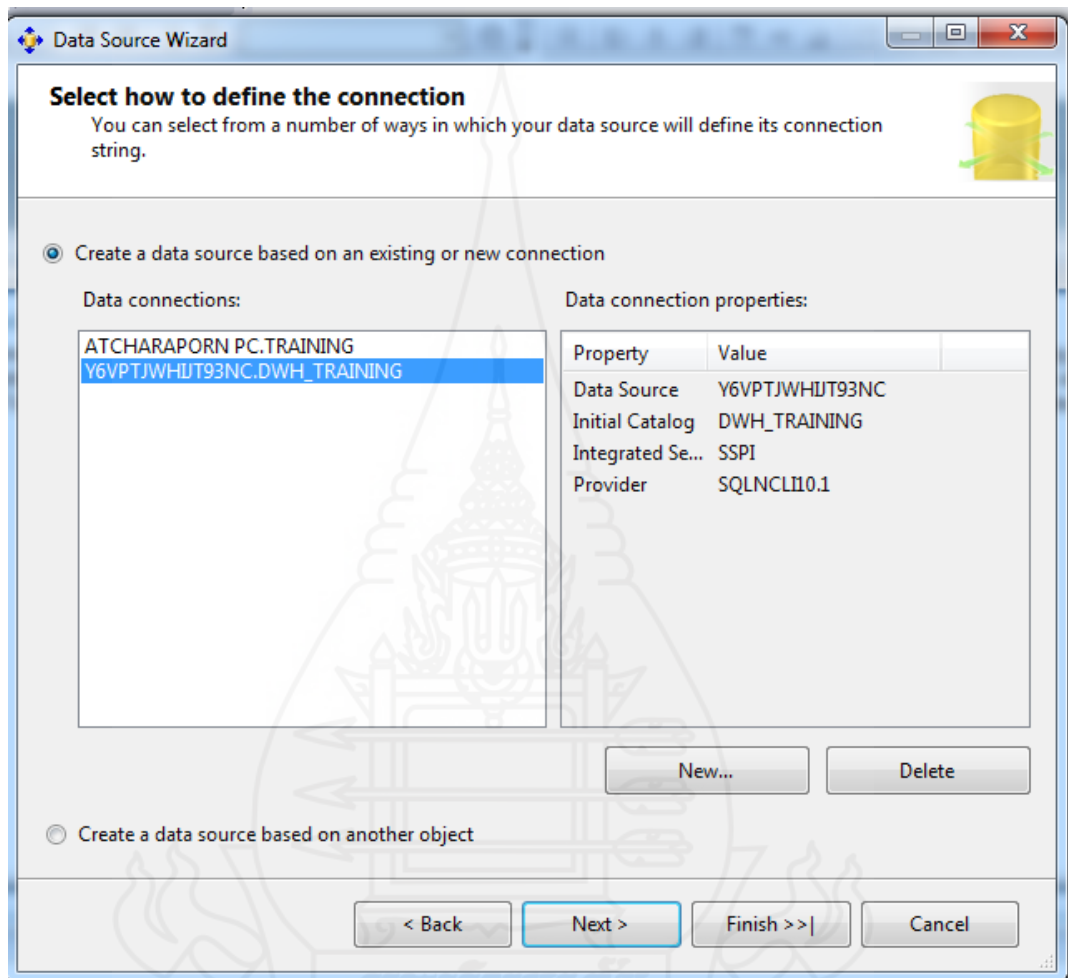 Data Source Wizard
Select how to define the connection
You can select from a number of ways in which your data source will define its connection
string.
Create a data source based on an existing or new connection
Data connections:
Data connection properties:
ATCHARAPORN PC.TRAINING
Y6VPTJWHIJT93NC.DWH_TRAINING
Property Value
Data Source Y6VPTJWHIJT93NC
Initial Catalog DWH_TRAINING
Integrated Se... SSPI
Provider SQLNCLI10.1
New... Delete
Create a data source based on another object
< Back Next > Finish >>| Cancel